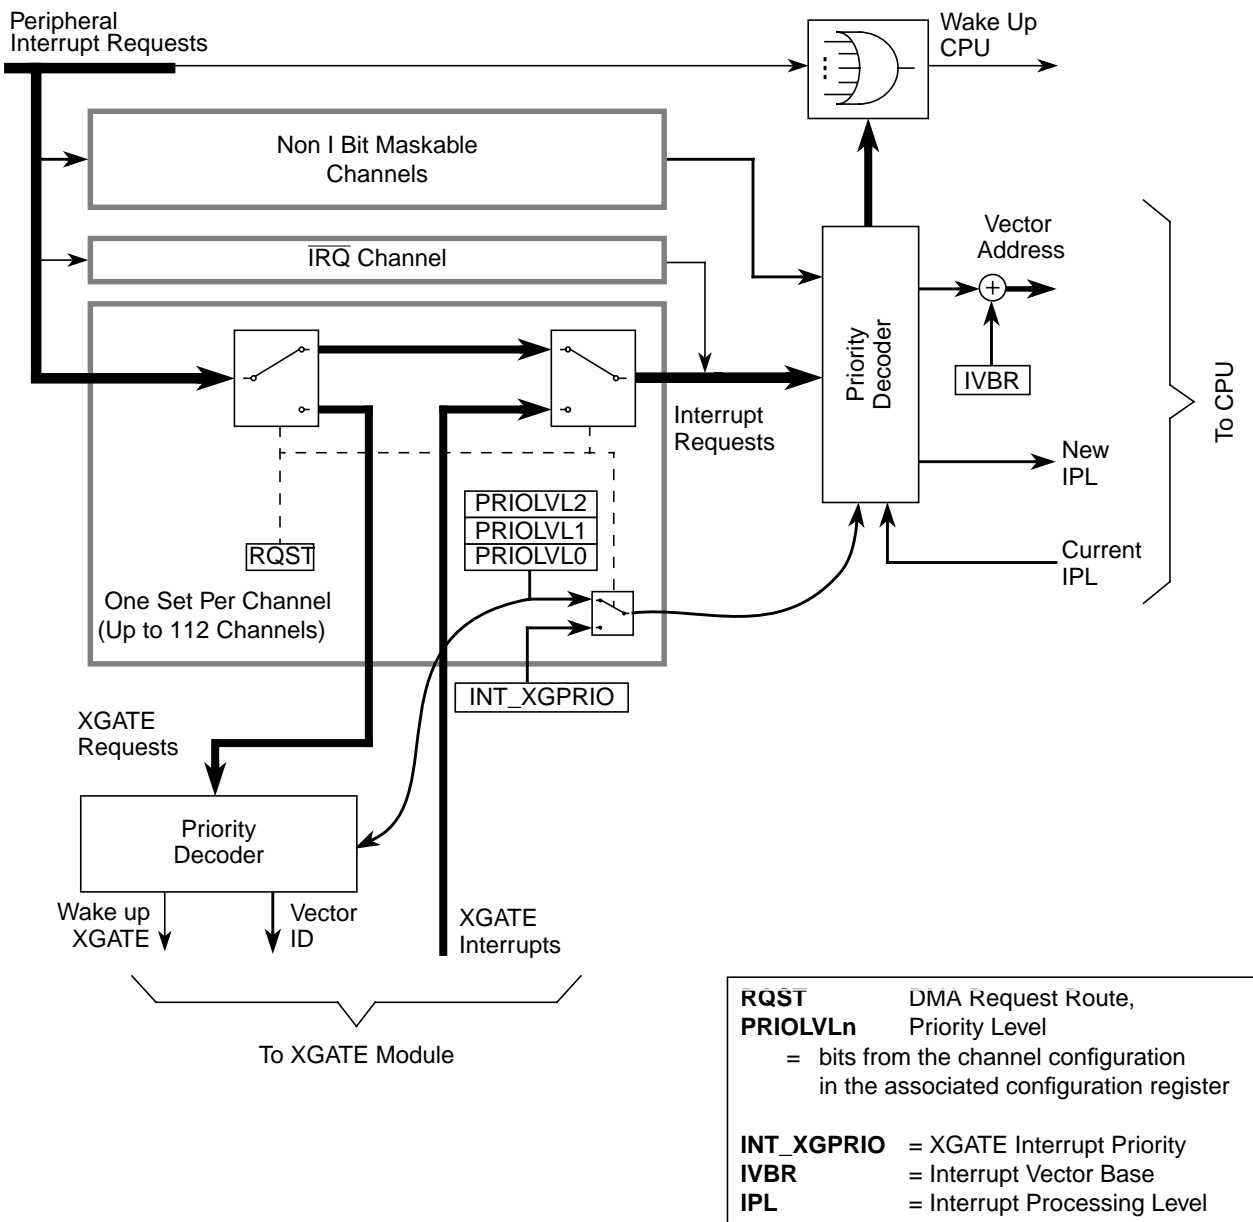 Peripheral
Interrupt Requests
Wake Up
CPU
Non I Bit Maskable
Channels
IRQ Channel
Vector
Address
Priority
Decoder
IVBR
To CPU
Interrupt
Requests
New
IPL
PRIOLVL2
PRIOLVL1
PRIOLVL0
RQST
Current
IPL
One Set Per Channel
(Up to 112 Channels)
INT_XGPRIO
XGATE
Requests
Priority
Decoder
Wake up
XGATE
Vector
ID
XGATE
Interrupts
To XGATE Module
RQST DMA Request Route,
PRIOLVLn Priority Level
= bits from the channel configuration
in the associated configuration register
INT_XGPRIO = XGATE Interrupt Priority
IVBR = Interrupt Vector Base
IPL = Interrupt Processing Level